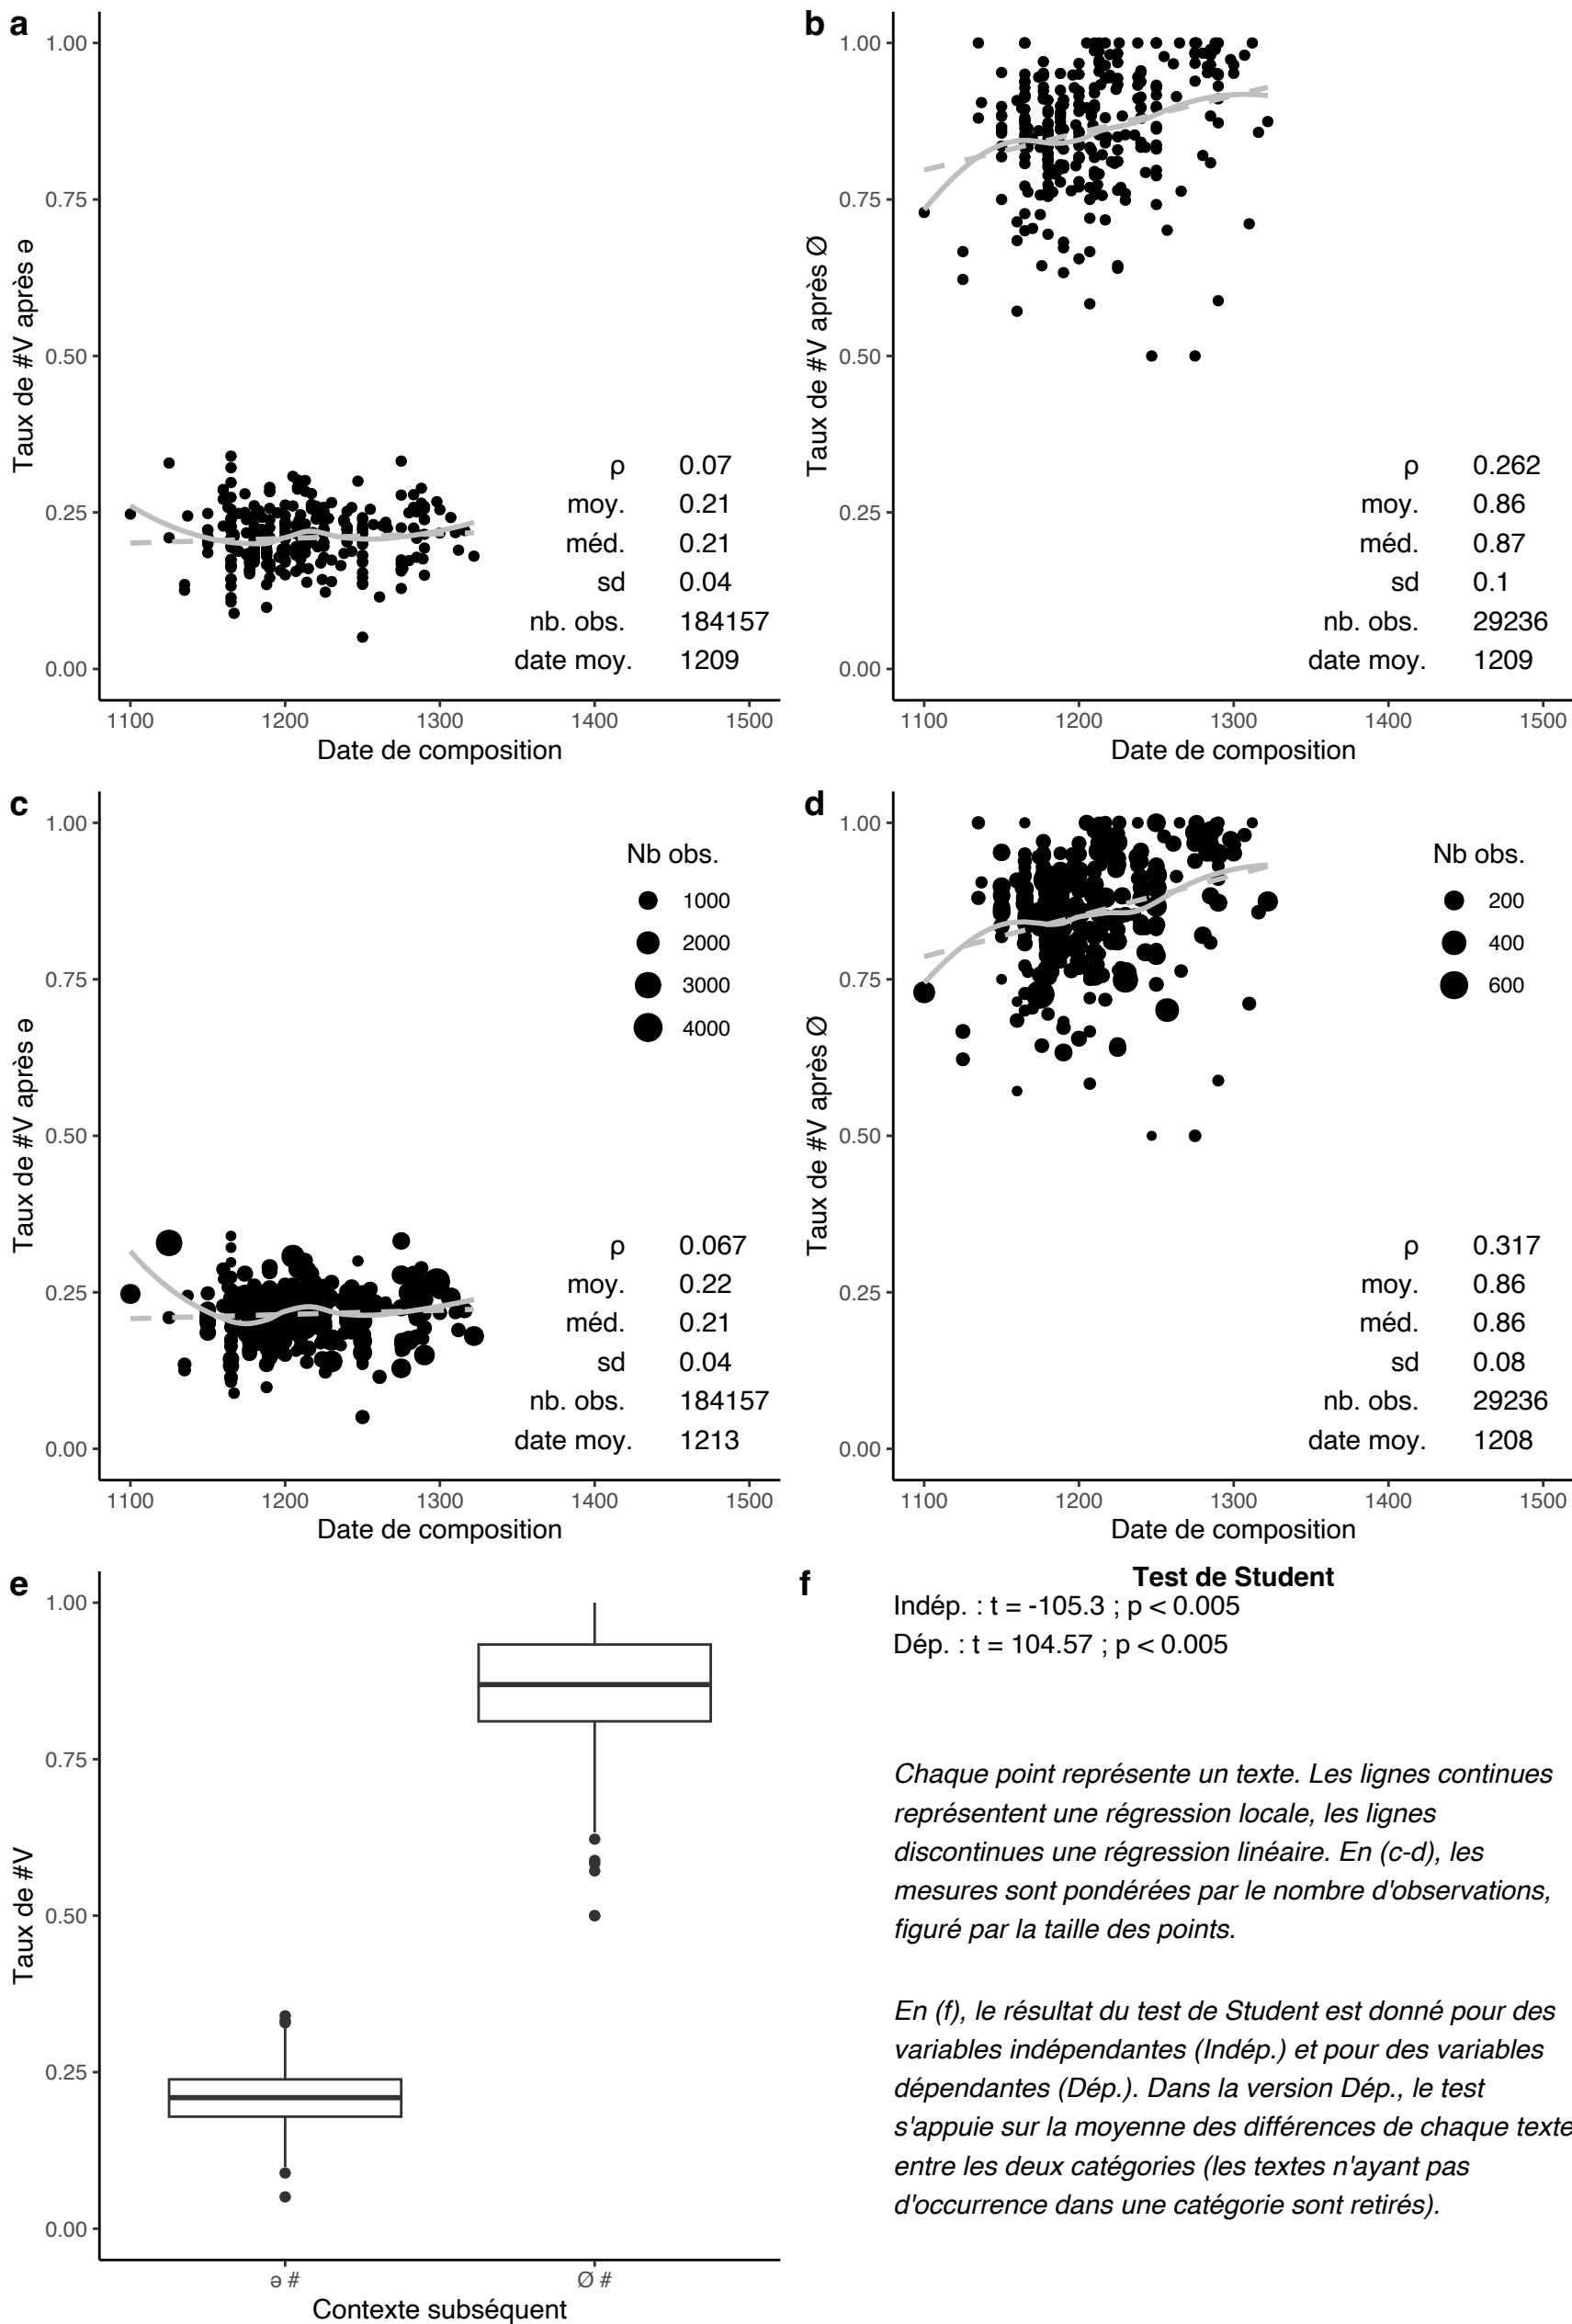 a
Taux de #V après ə
1.00
0.75
0.50
0.25
0.00
ρ 0.07
moy. 0.21
méd. 0.21
sd 0.04
nb. obs. 184157
date moy. 1209
1100 1200 1300 1400 1500
Date de composition
b
Taux de #V après Ø
1.00
0.75
0.50
0.25
0.00
ρ 0.262
moy. 0.86
méd. 0.87
sd 0.1
nb. obs. 29236
date moy. 1209
1100 1200 1300 1400 1500
Date de composition
c
Taux de #V après ə
1.00
0.75
0.50
0.25
0.00
Nb obs.
1000
2000
3000
4000
ρ 0.067
moy. 0.22
méd. 0.21
sd 0.04
nb. obs. 184157
date moy. 1213
1100 1200 1300 1400 1500
Date de composition
d
Taux de #V après Ø
1.00
0.75
0.50
0.25
0.00
Nb obs.
200
400
600
ρ 0.317
moy. 0.86
méd. 0.86
sd 0.08
nb. obs. 29236
date moy. 1208
1100 1200 1300 1400 1500
Date de composition
e
Taux de #V
1.00
0.75
0.50
0.25
0.00
ə # Ø #
Contexte subséquent
f
Test de Student
Indép. : t = -105.3 ; p < 0.005
Dép. : t = 104.57 ; p < 0.005
Chaque point représente un texte. Les lignes continues
représentent une régression locale, les lignes
discontinues une régression linéaire. En (c-d), les
mesures sont pondérées par le nombre d'observations,
figuré par la taille des points.
En (f), le résultat du test de Student est donné pour des
variables indépendantes (Indép.) et pour des variables
dépendantes (Dép.). Dans la version Dép., le test
s'appuie sur la moyenne des différences de chaque texte
entre les deux catégories (les textes n'ayant pas
d'occurrence dans une catégorie sont retirés).